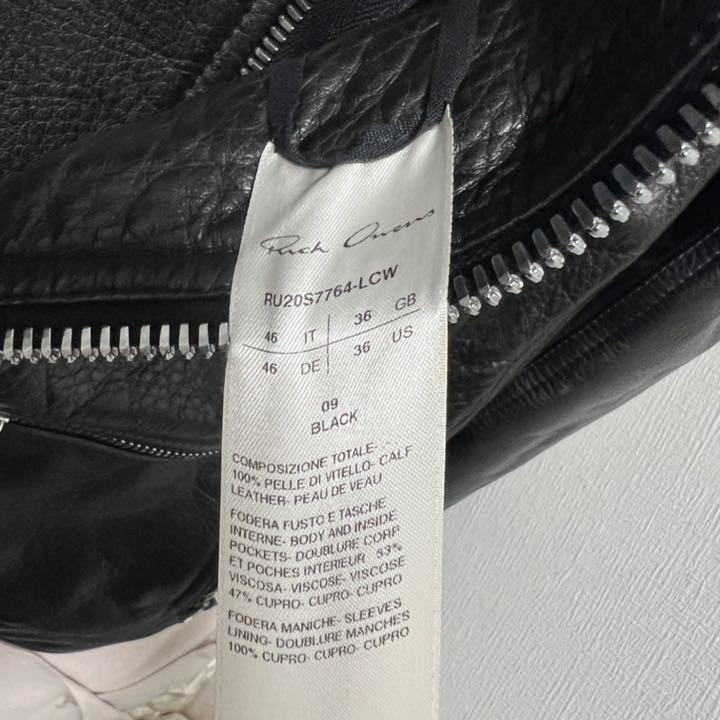 Rick Owens
RU20S7764-LCW
46 IT 36 GB
46 DE 36 US
09
BLACK
COMPOSIZIONE TOTALE-
100% PELLE DI VITELLO- CALF
LEATHER- PEAU DE VEAU
FODERA FUSTO E TASCHE
INTERNE- BODY AND INSIDE
POCKETS- DOUBLURE CORP
ET POCHES INTERIEUR 53%
VISCOSA- VISCOSE- VISCOSE
47% CUPRO- CUPRO- CUPRO
FODERA MANICHE- SLEEVES
LINING- DOUBLURE MANCHES
100% CUPRO- CUPRO- CUPRO